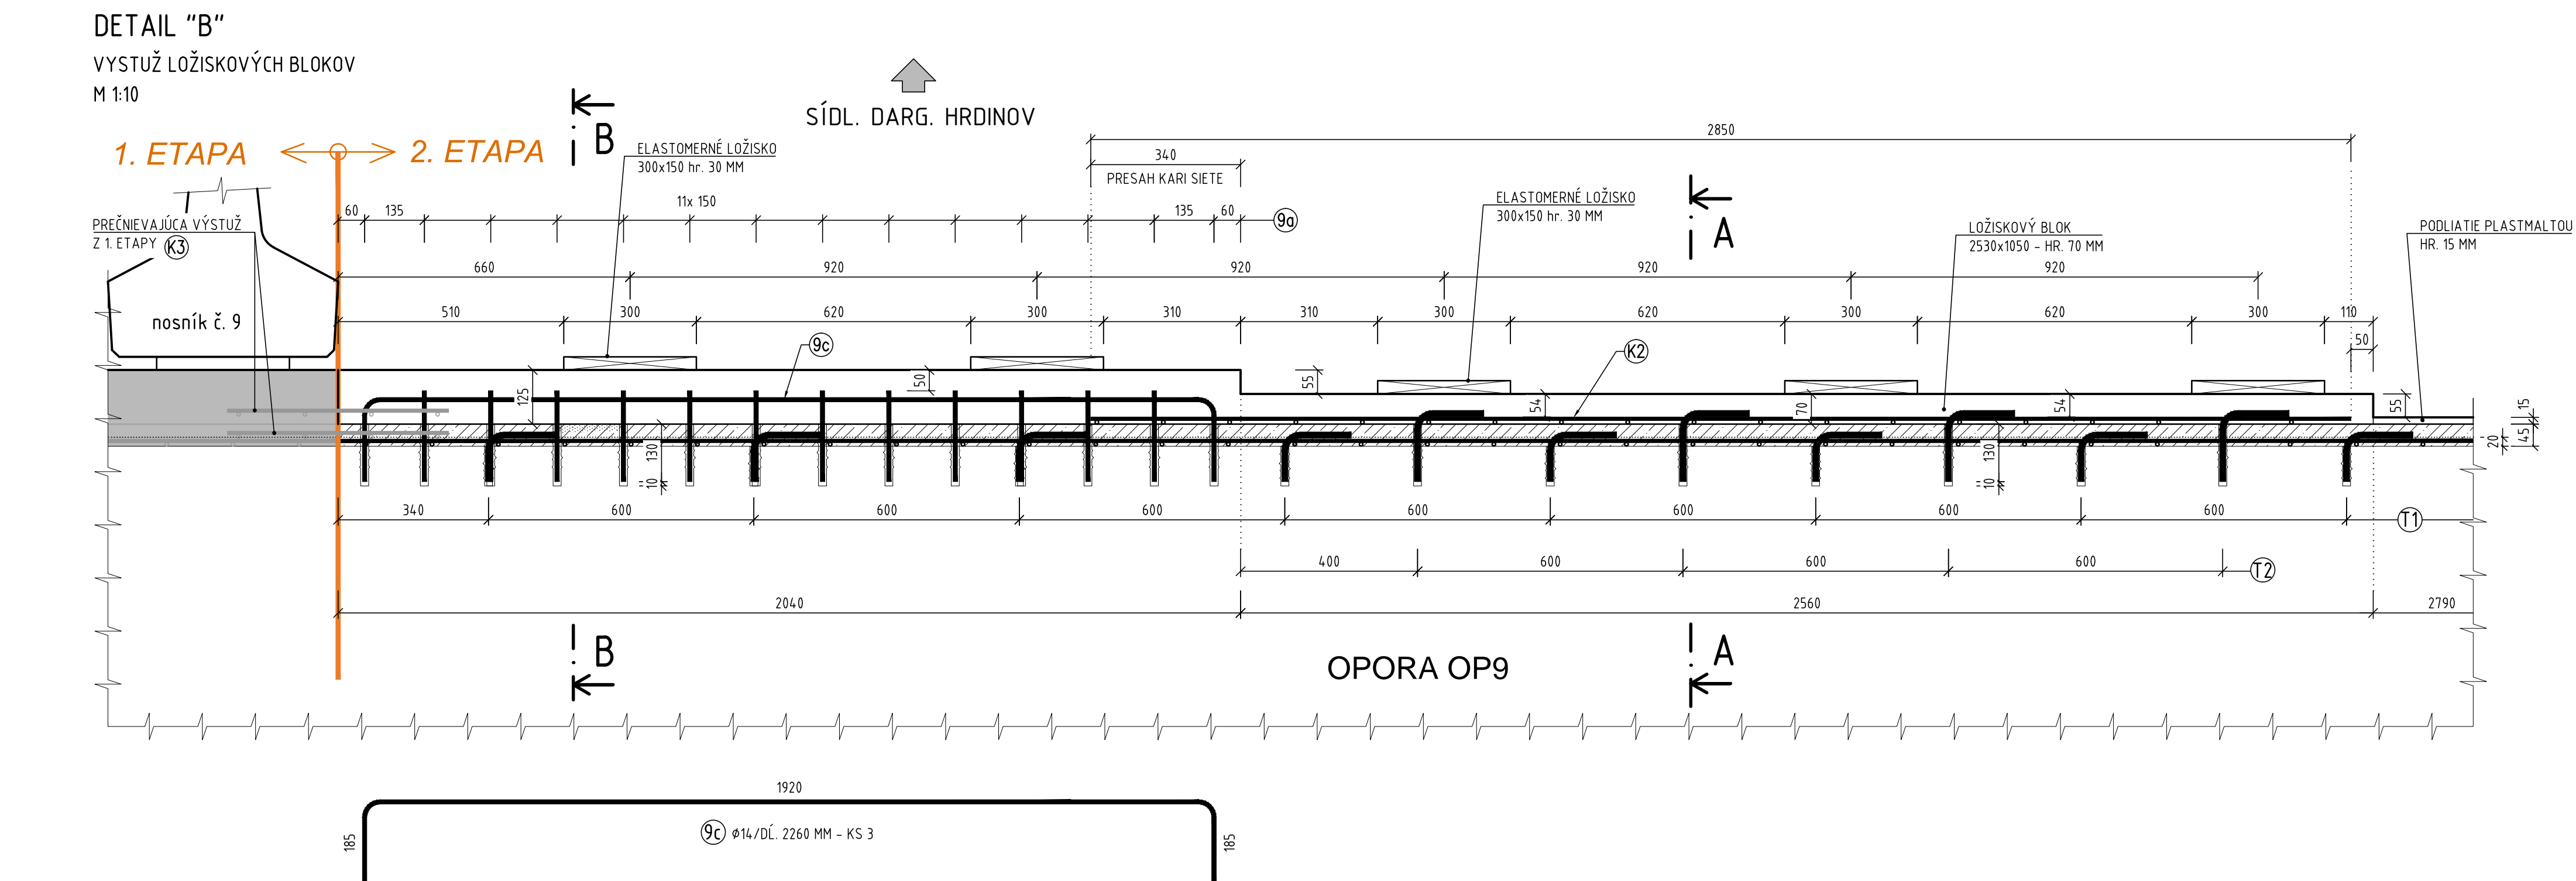 DETAIL "B"
VYSTUŽ LOŽISKOVÝCH BLOKOV
M 1:10
SÍDL. DARG. HRDINOV
1. ETAPA
2. ETAPA
B
ELASTOMERNÉ LOŽISKO
300x150 hr. 30 MM
2850
340
PRESAH KARI SIETE
A
ELASTOMERNÉ LOŽISKO
300x150 hr. 30 MM
LOŽISKOVÝ BLOK
2530x1050 - HR. 70 MM
PODLIATIE PLASTMALTOU
HR. 15 MM
PREČNIEVAJÚCA VÝSTUŽ
Z 1. ETAPY K3
60 135 11x 150 135 60 9a
660 920 920 920 920
510 300 620 300 310 310 300 620 300 620 300 110
50
nosník č. 9
9c
K2
125 50 55 54 70 54 55 15
130 10 130 10 20 45
340 600 600 600 600 600 600 600 T1
400 600 600 600 T2
2040 2560 2790
B
A
OPORA OP9
1920
185
9c ϕ14/DĹ. 2260 MM - KS 3
185